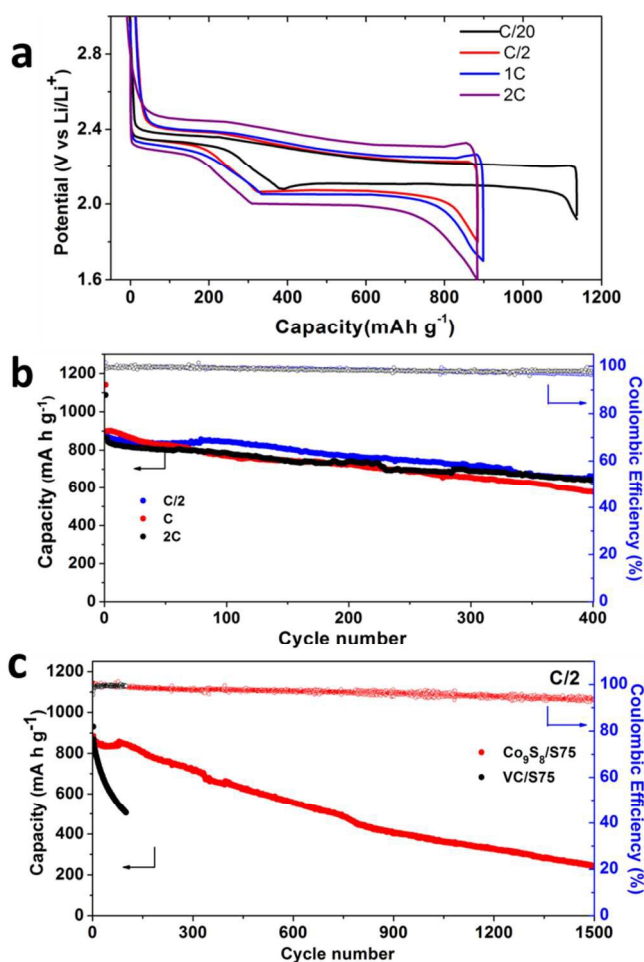 a
C/20
C/2
1C
2C
Potential (V vs Li/Li⁺)
2.8
2.4
2.0
1.6
0 200 400 600 800 1000 1200
Capacity(mAh g⁻¹)
b
Capacity (mA h g⁻¹)
1200
1000
800
600
400
200
0
C/2
C
2C
100
80
60
40
20
0
Coulombic Efficiency (%)
0 100 200 300 400
Cycle number
c
C/2
Capacity (mA h g⁻¹)
1200
1000
800
600
400
200
0
Co₉S₈/S75
VC/S75
100
80
60
40
20
0
Coulombic Efficiency (%)
0 300 600 900 1200 1500
Cycle number